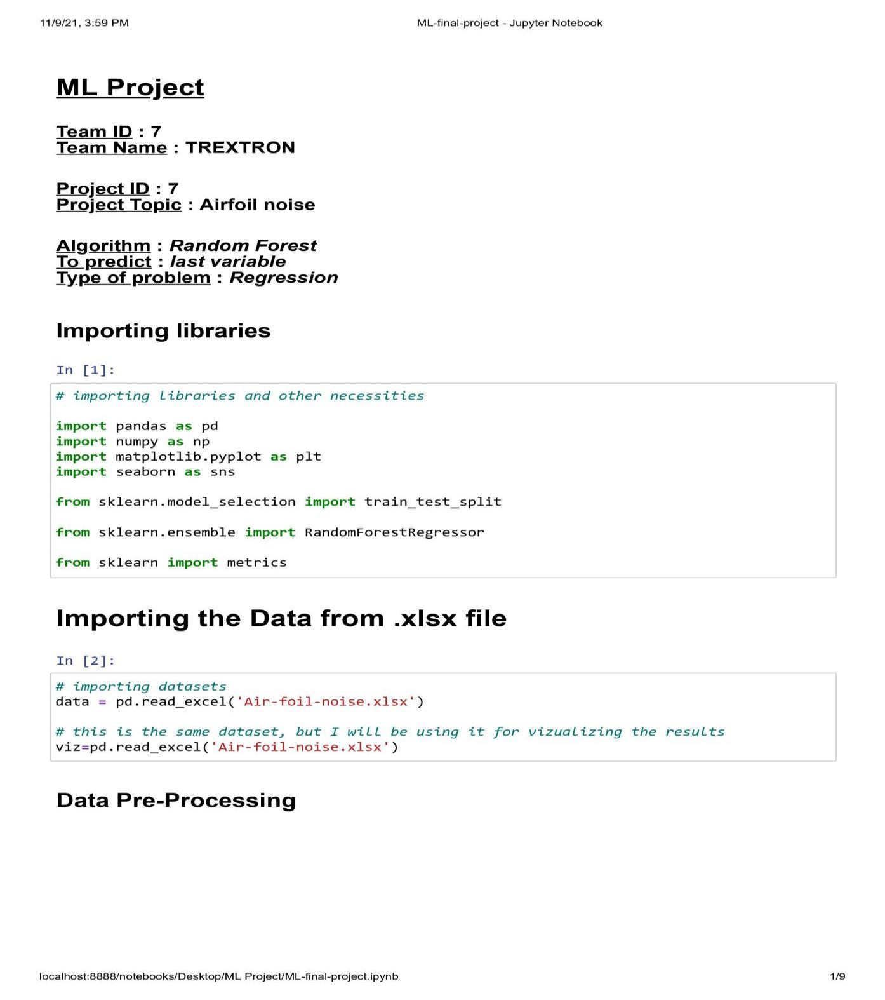 11/9/21, 3:59 PM ML-final-project - Jupyter Notebook
ML Project
Team ID : 7
Team Name : TREXTRON
Project ID : 7
Project Topic : Airfoil noise
Algorithm : Random Forest
To predict : last variable
Type of problem : Regression
Importing libraries
In [1]:
# importing libraries and other necessities
import pandas as pd
import numpy as np
import matplotlib.pyplot as plt
import seaborn as sns
from sklearn.model_selection import train_test_split
from sklearn.ensemble import RandomForestRegressor
from sklearn import metrics
Importing the Data from .xlsx file
In [2]:
# importing datasets
data = pd.read_excel('Air-foil-noise.xlsx')
# this is the same dataset, but I will be using it for vizualizing the results
viz=pd.read_excel('Air-foil-noise.xlsx')
Data Pre-Processing
localhost:8888/notebooks/Desktop/ML Project/ML-final-project.ipynb 1/9